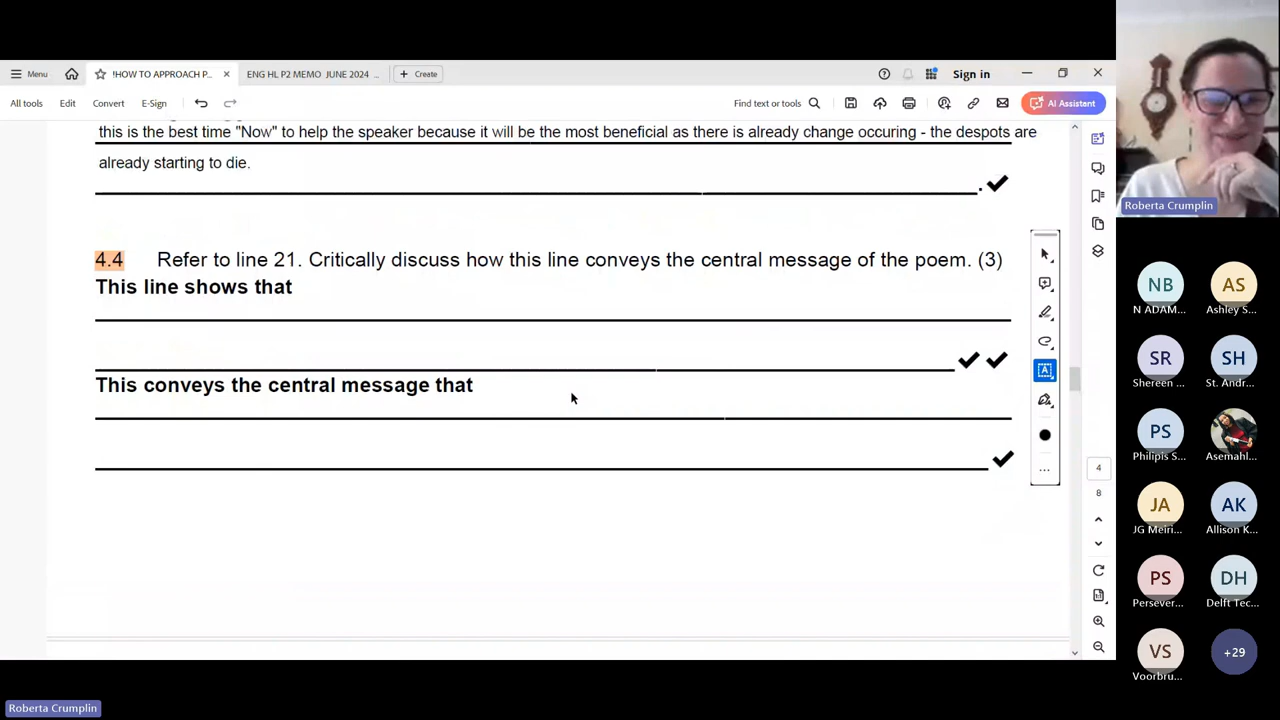 Menu
!HOW TO APPROACH P...
ENG HL P2 MEMO JUNE 2024 ...
Create
Sign in
All tools
Edit
Convert
E-Sign
Find text or tools
AI Assistant
this is the best time "Now" to help the speaker because it will be the most beneficial as there is already change occuring - the despots are
already starting to die.
.
4.4 Refer to line 21. Critically discuss how this line conveys the central message of the poem. (3)
This line shows that
This conveys the central message that
4
8
Roberta Crumplin
NB
N ADAM...
AS
Ashley S...
SR
Shereen ...
SH
St. Andr...
PS
Philipis S...
Asemahl...
JA
JG Meiri...
AK
Allison K...
PS
Persever...
DH
Delft Tec...
VS
Voorbru...
+29
Roberta Crumplin